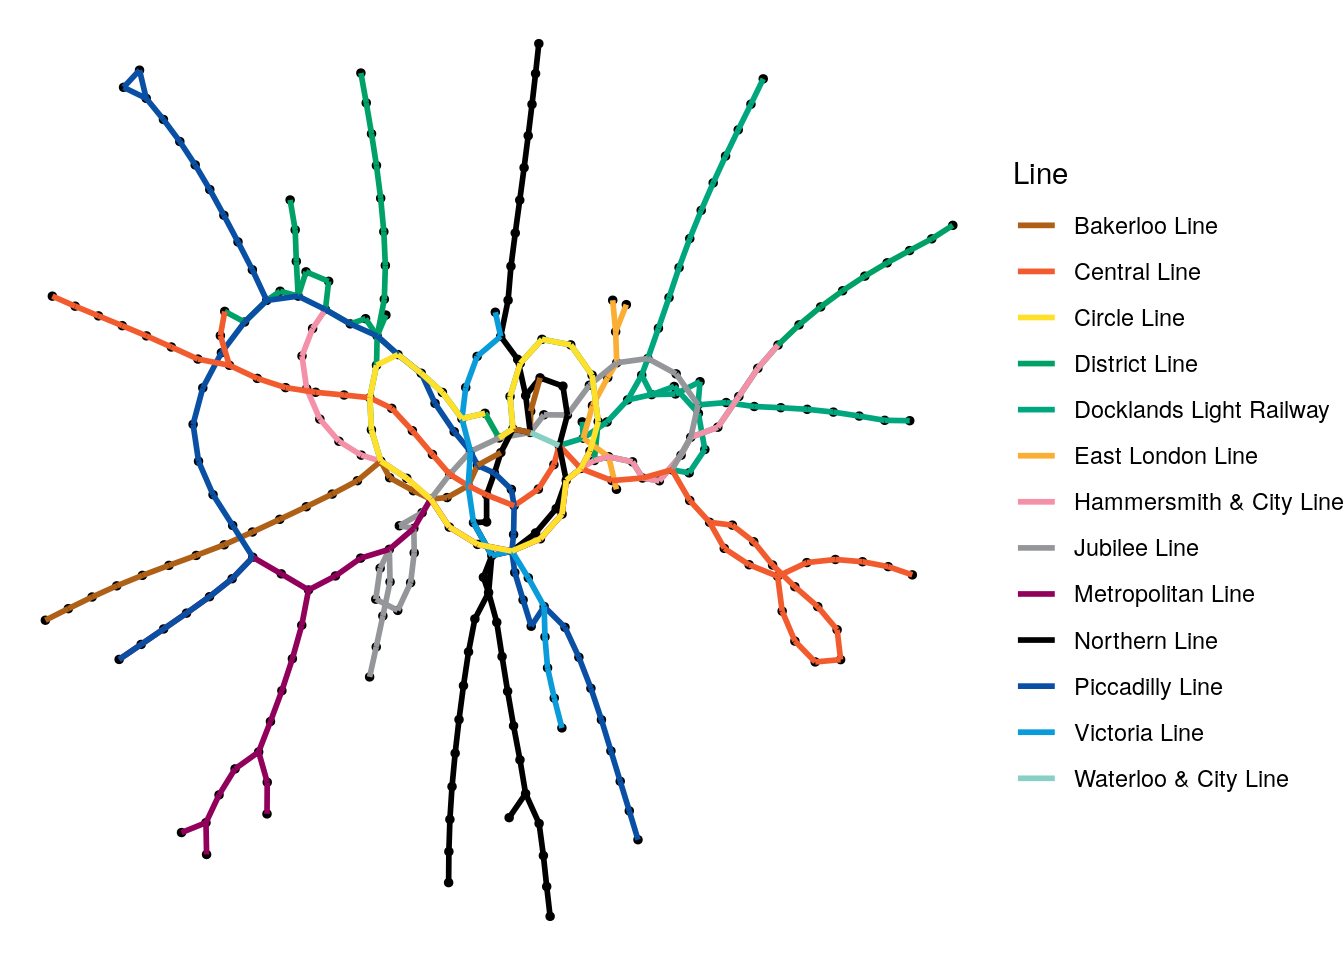 Line
Bakerloo Line
Central Line
Circle Line
District Line
Docklands Light Railway
East London Line
Hammersmith & City Line
Jubilee Line
Metropolitan Line
Northern Line
Piccadilly Line
Victoria Line
Waterloo & City Line